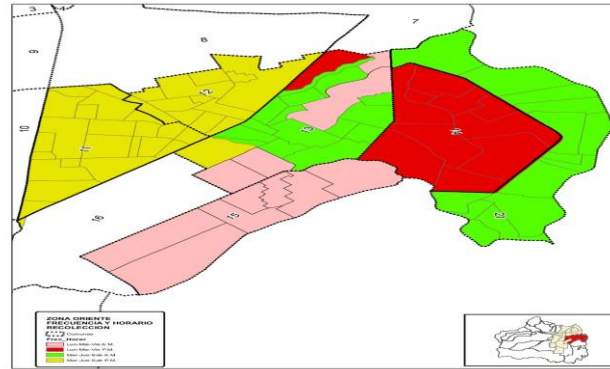 3
4
7
6
9
12
10
11
13
14
16
15
ZONA ORIENTE
FRECUENCIA Y HORARIO
RECOLECCION
Comunas
Frec_Horar
Lun-Mie-Vie A.M.
Lun-Mie-Vie P.M.
Mar-Jue-Sab A.M
Mar-Jue-Sab P.M.